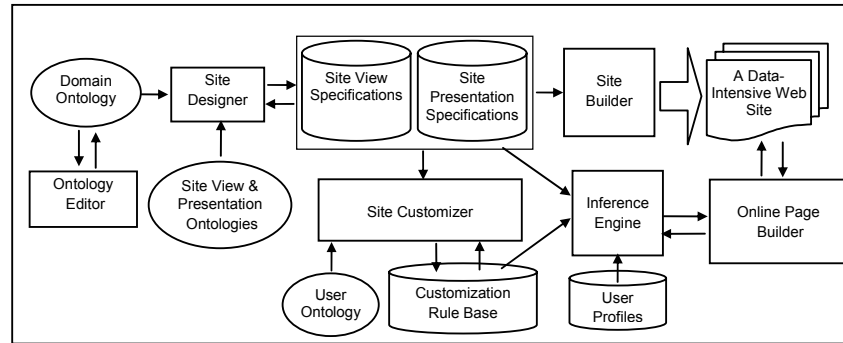 Domain
Ontology
Site
Designer
Site View
Specifications
Site
Presentation
Specifications
Site
Builder
A Data-
Intensive Web
Site
Ontology
Editor
Site View &
Presentation
Ontologies
Site Customizer
Inference
Engine
Online Page
Builder
User
Ontology
Customization
Rule Base
User
Profiles